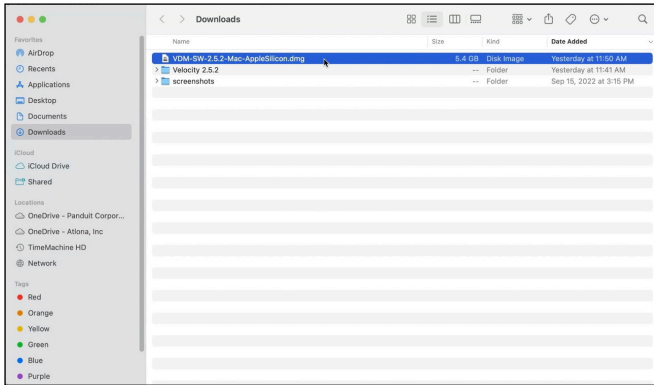 Downloads
Favorites
AirDrop
Recents
Applications
Desktop
Documents
Downloads
iCloud
iCloud Drive
Shared
Locations
OneDrive - Panduit Corpor...
OneDrive - Atlona, Inc
TimeMachine HD
Network
Tags
Red
Orange
Yellow
Green
Blue
Purple
Name Size Kind Date Added
VDM-SW-2.5.2-Mac-AppleSilicon.dmg 5.4 GB Disk Image Yesterday at 11:50 AM
Velocity 2.5.2 -- Folder Yesterday at 11:41 AM
screenshots -- Folder Sep 15, 2022 at 3:15 PM